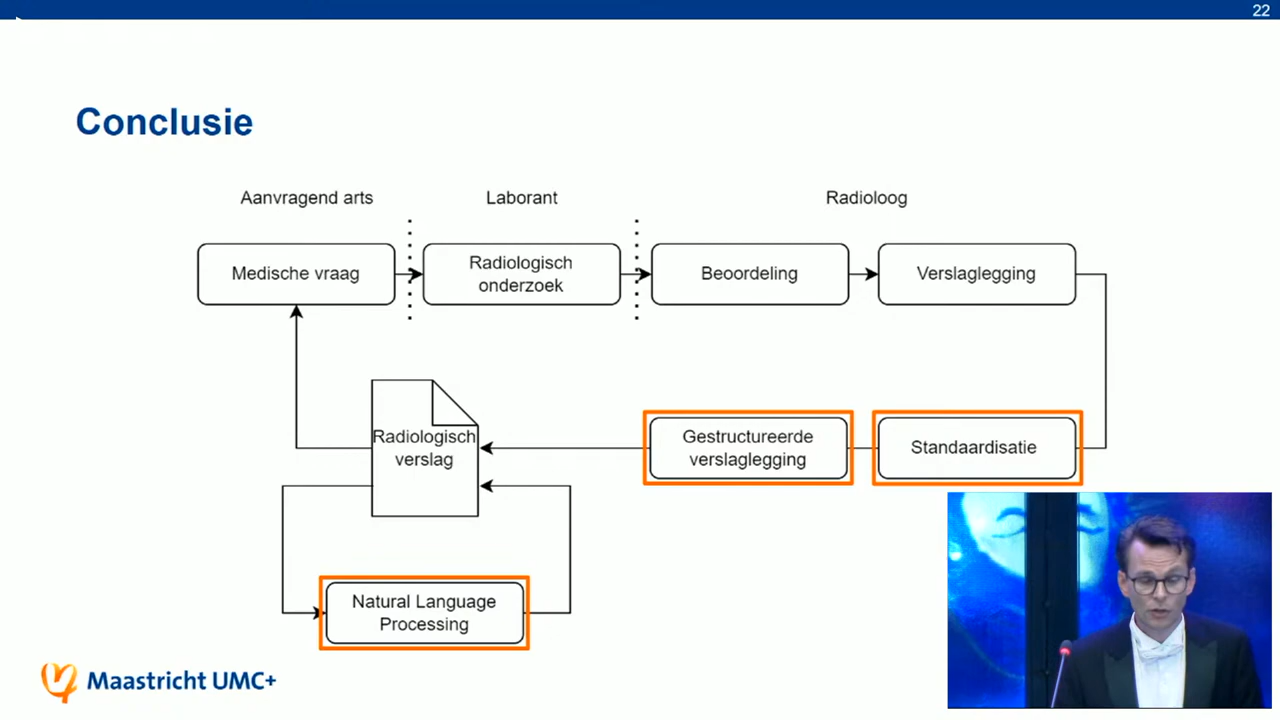 22
Conclusie
Aanvragend arts
Laborant
Radioloog
Medische vraag
Radiologisch
onderzoek
Beoordeling
Verslaglegging
Radiologisch
verslag
Gestructureerde
verslaglegging
Standaardisatie
Natural Language
Processing
Maastricht UMC+